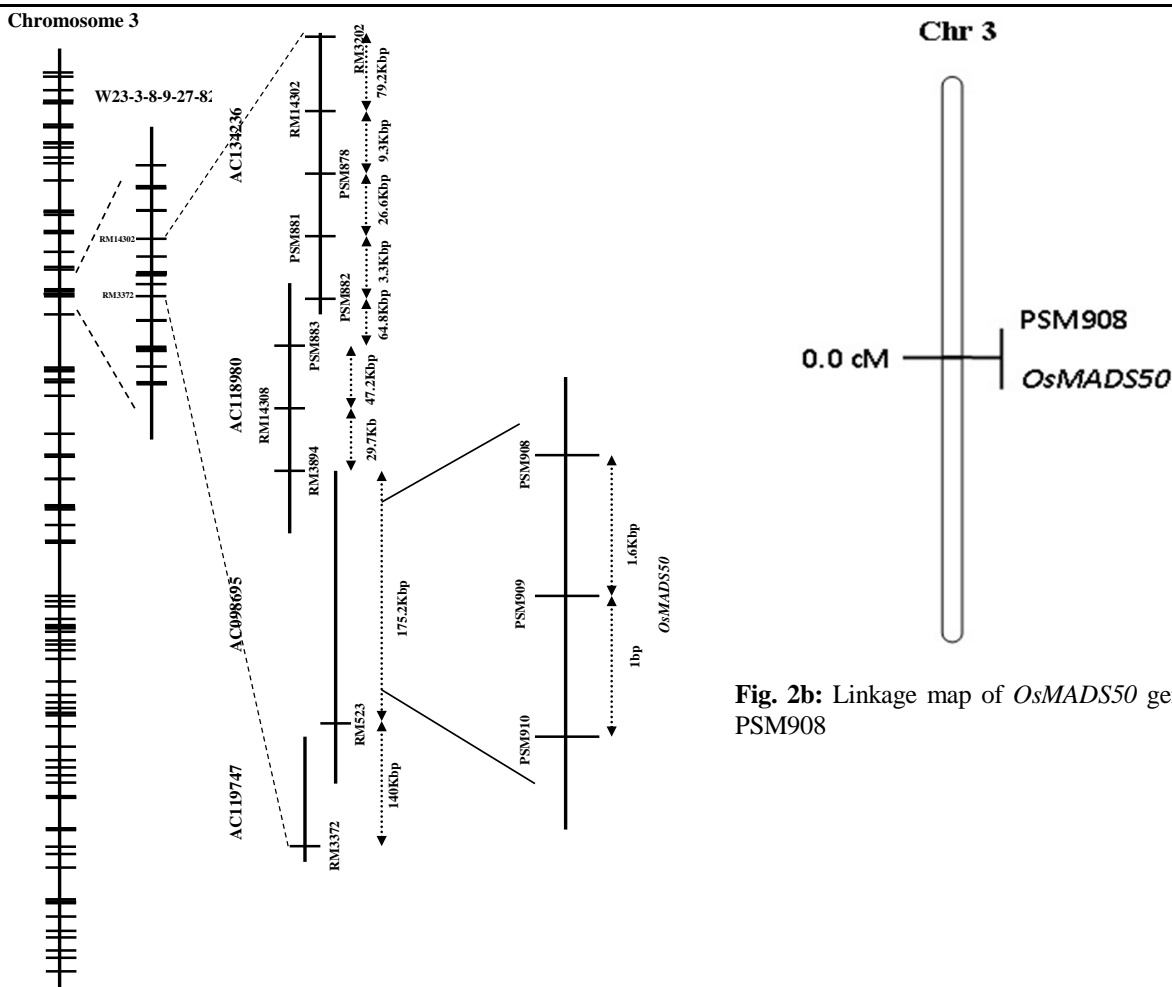 Chromosome 3
W23-3-8-9-27-82
RM14302
RM3372
AC134236
AC118980
AC098695
AC119747
RM3202
RM14302
PSM878
PSM881
PSM882
PSM883
RM14308
RM3894
RM523
RM3372
79.2Kbp
9.3Kbp
26.6Kbp
3.3Kbp
64.8Kbp
47.2Kbp
29.7Kb
175.2Kbp
140Kbp
PSM908
PSM909
PSM910
1.6Kbp
1bp
OsMADS50
Chr 3
0.0 cM
PSM908
OsMADS50
Fig. 2b: Linkage map of OsMADS50
PSM908